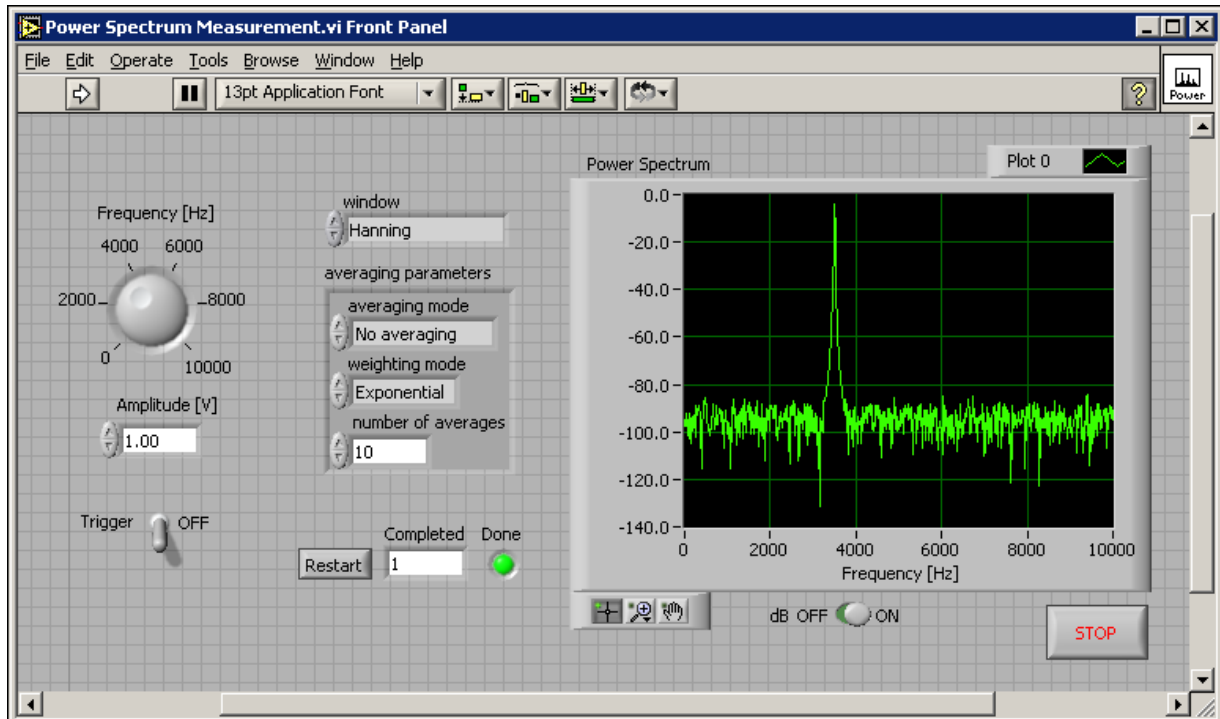 Power Spectrum Measurement.vi Front Panel
File Edit Operate Tools Browse Window Help
13pt Application Font
?
Power
Frequency [Hz]
4000 6000
2000 8000
0 10000
Amplitude [V]
1.00
Trigger OFF
window
Hanning
averaging parameters
averaging mode
No averaging
weighting mode
Exponential
number of averages
10
Completed Done
Restart 1
Power Spectrum Plot 0
0.0
-20.0
-40.0
-60.0
-80.0
-100.0
-120.0
-140.0
0 2000 4000 6000 8000 10000
Frequency [Hz]
dB OFF ON
STOP